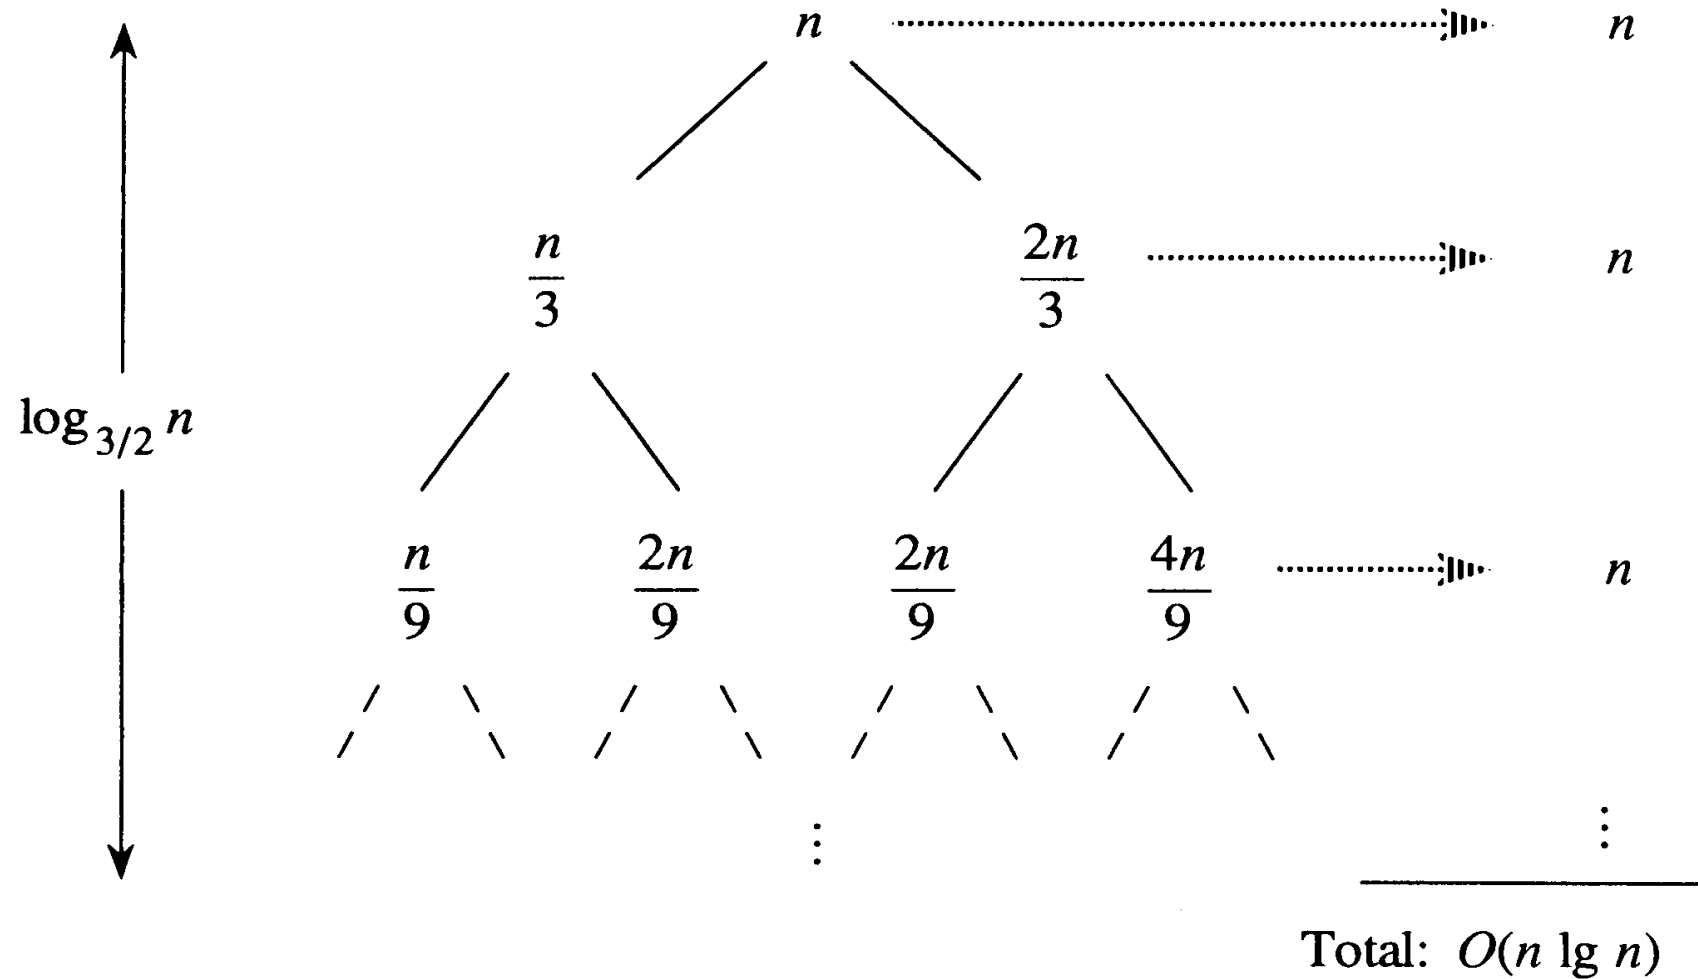 n n
n/3 2n/3 n
log_{3/2} n
n/9 2n/9 2n/9 4n/9 n
⋮ ⋮
Total: O(n lg n)